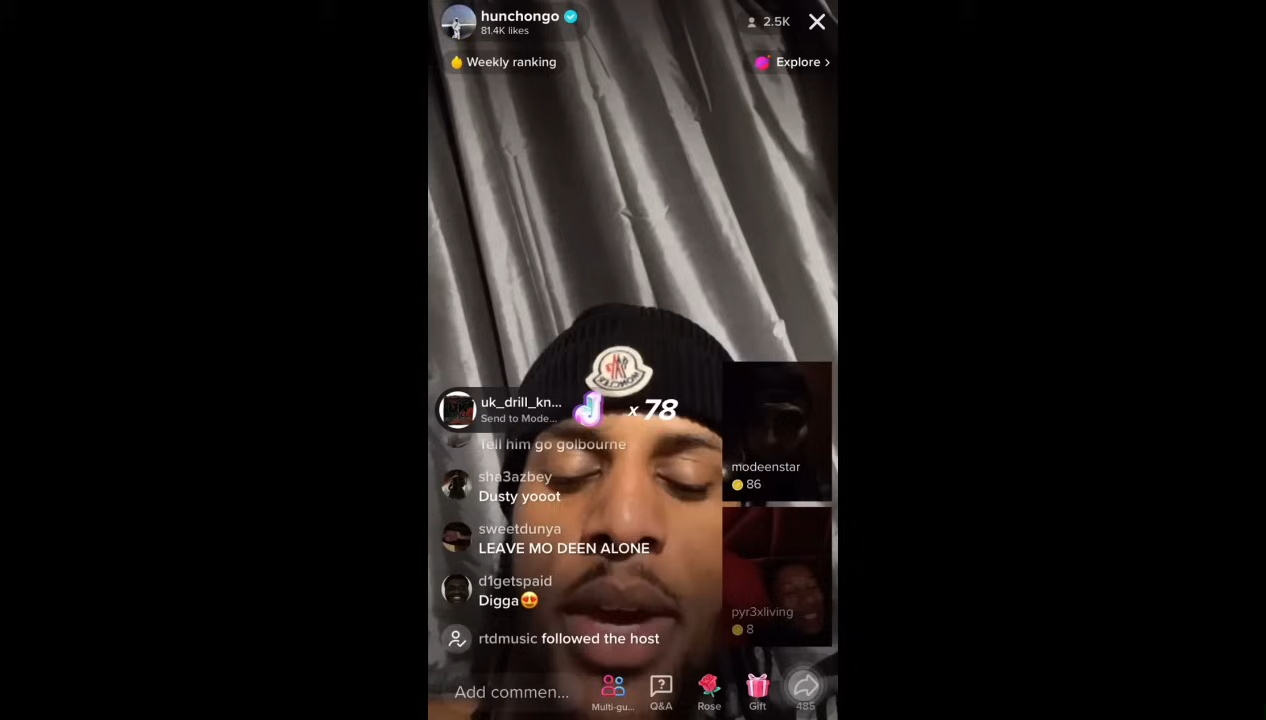 hunchongo
81.4K likes
2.5K
Weekly ranking
Explore >
uk_drill_kn...
Send to Mode...
x 78
Tell him go golbourne
sha3azbey
Dusty yooot
sweetdunya
LEAVE MO DEEN ALONE
d1getspaid
Digga😍
rtdmusic followed the host
modeenstar
86
pyr3xliving
8
Add commen...
Multi-gu...
Q&A
Rose
Gift
485